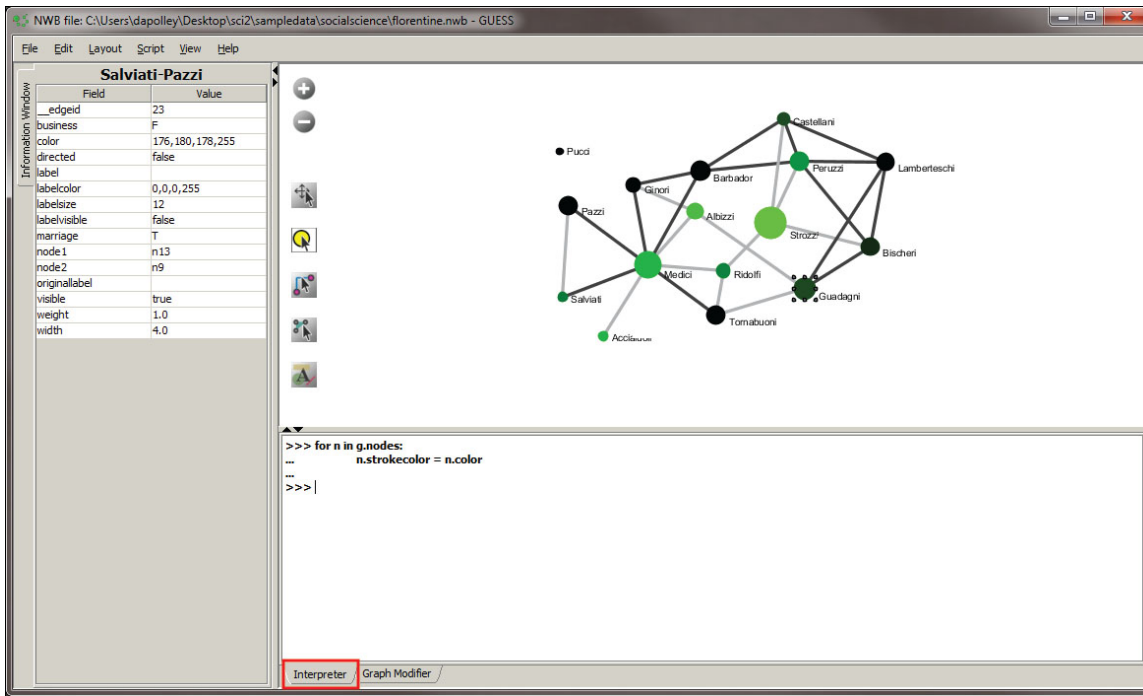 NWB file: C:\Users\dapolley\Desktop\sci2\sampledata\socialscience\florentine.nwb - GUESS
File Edit Layout Script View Help
Information Window
Salviati-Pazzi
Field Value
__edgeid 23
business F
color 176,180,178,255
directed false
label
labelcolor 0,0,0,255
labelsize 12
labelvisible false
marriage T
node1 n13
node2 n9
originallabel
visible true
weight 1.0
width 4.0
Castellani
Pucci
Peruzzi
Lamberteschi
Barbador
Ginori
Pazzi
Albizzi
Strozzi
Bischeri
Medici
Ridolfi
Guadagni
Salviati
Tornabuoni
>>> for n in g.nodes:
... n.strokecolor = n.color
...
>>>
Interpreter Graph Modifier